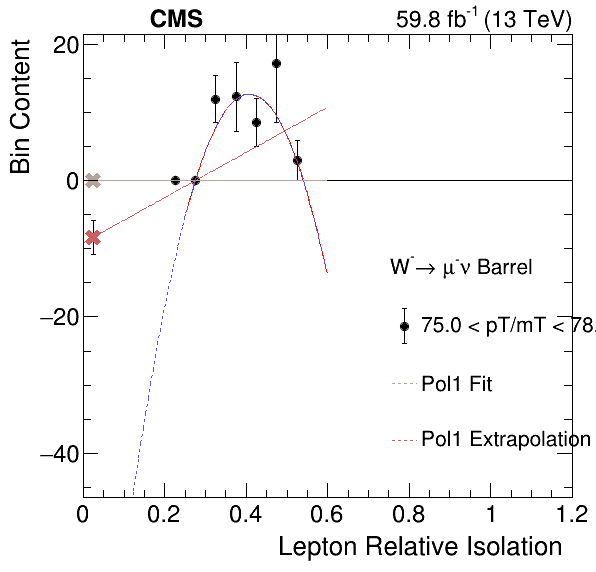 CMS 59.8 fb⁻¹ (13 TeV)
Bin Content
20
0
−20
−40
W⁻→ μ⁻ν Barrel
75.0 < pT/mT < 78.
Pol1 Fit
Pol1 Extrapolation
0 0.2 0.4 0.6 0.8 1 1.2
Lepton Relative Isolation